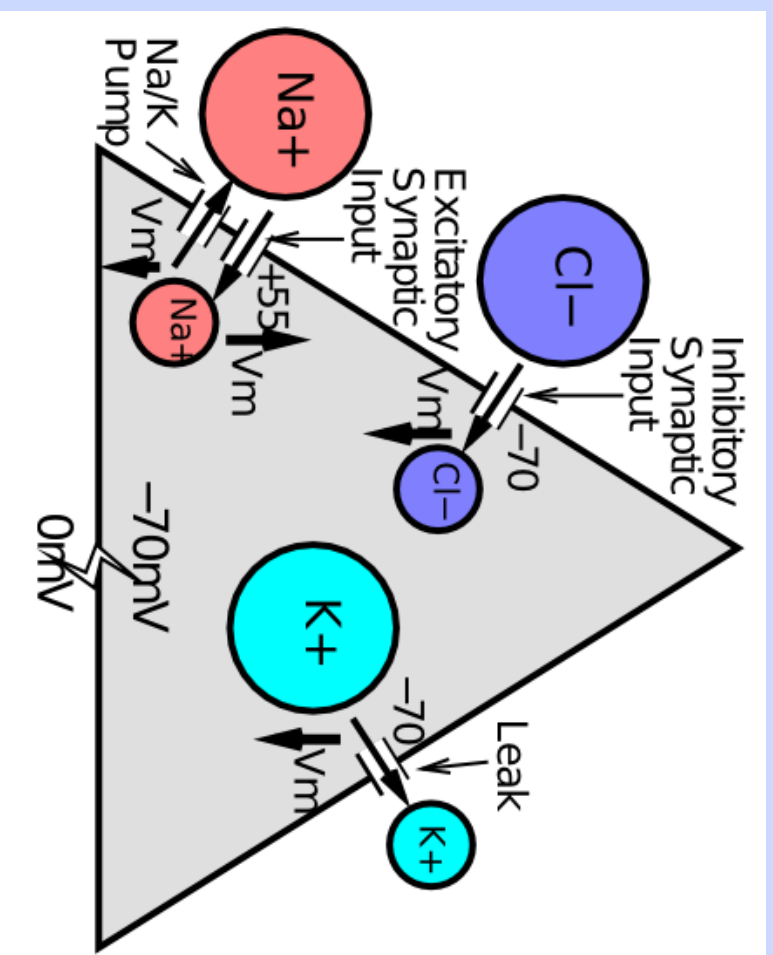 Inhibitory
Synaptic
Input
Cl−
−70
Cl−
Vm
Leak
K+
−70
K+
Vm
Excitatory
Synaptic
Input
Na+
+55
Vm
Na/K
Pump
Vm
Na+
−70mV
0mV